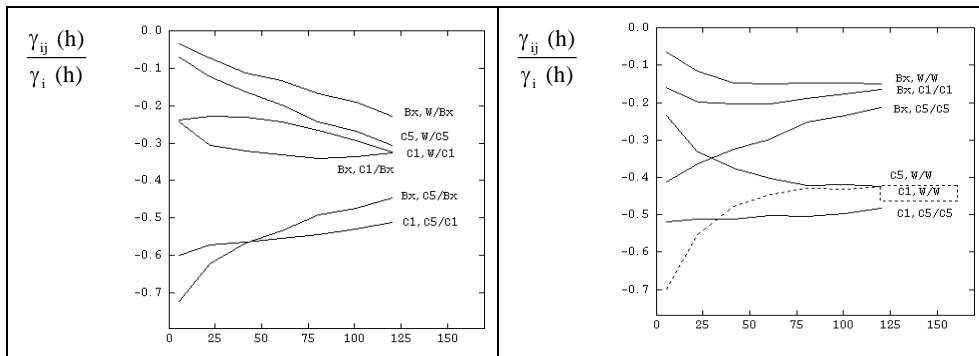 γij (h)
γi (h)
0.0
-0.1
-0.2
-0.3
-0.4
-0.5
-0.6
-0.7
Bx, W/Bx
C5, W/C5
C1, W/C1
Bx, C1/Bx
Bx, C5/Bx
C1, C5/C1
0 25 50 75 100 125 150
γij (h)
γi (h)
0.0
-0.1
-0.2
-0.3
-0.4
-0.5
-0.6
-0.7
Bx, W/W
Bx, C1/C1
Bx, C5/C5
C5, W/W
C1, W/W
C1, C5/C5
0 25 50 75 100 125 150